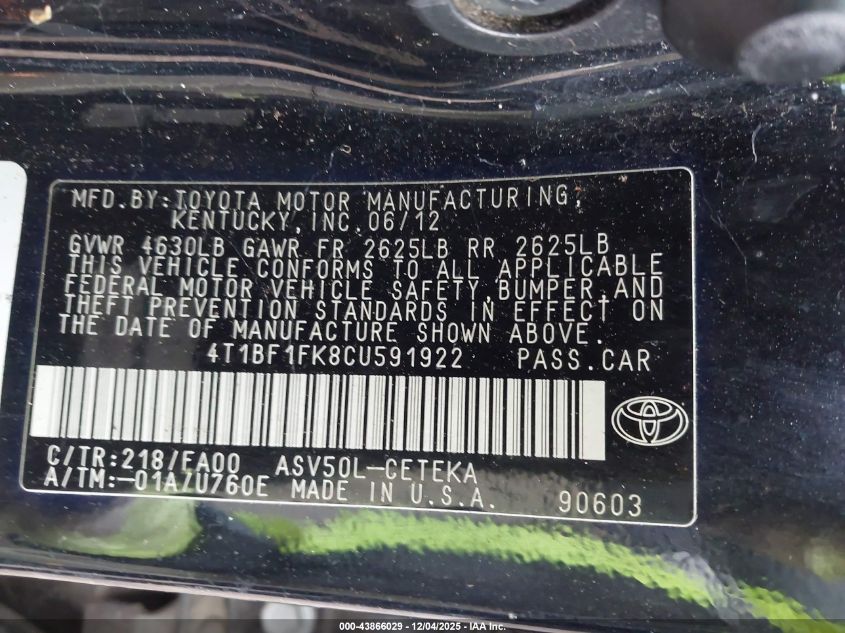 MFD.BY:TOYOTA MOTOR MANUFACTURING,
KENTUCKY,INC.06/12
GVWR 4630LB GAWR FR 2625LB RR 2625LB
THIS VEHICLE CONFORMS TO ALL APPLICABLE
FEDERAL MOTOR VEHICLE SAFETY,BUMPER,AND
THEFT PREVENTION STANDARDS IN EFFECT ON
THE DATE OF MANUFACTURE SHOWN ABOVE.
4T1BF1FK8CU591922 PASS.CAR
C/TR:218/FA00 ASV50L-CETEKA
A/TM:-01A/U760E MADE IN U.S.A. 90603
000-43866029 - 12/04/2025 - IAA Inc.